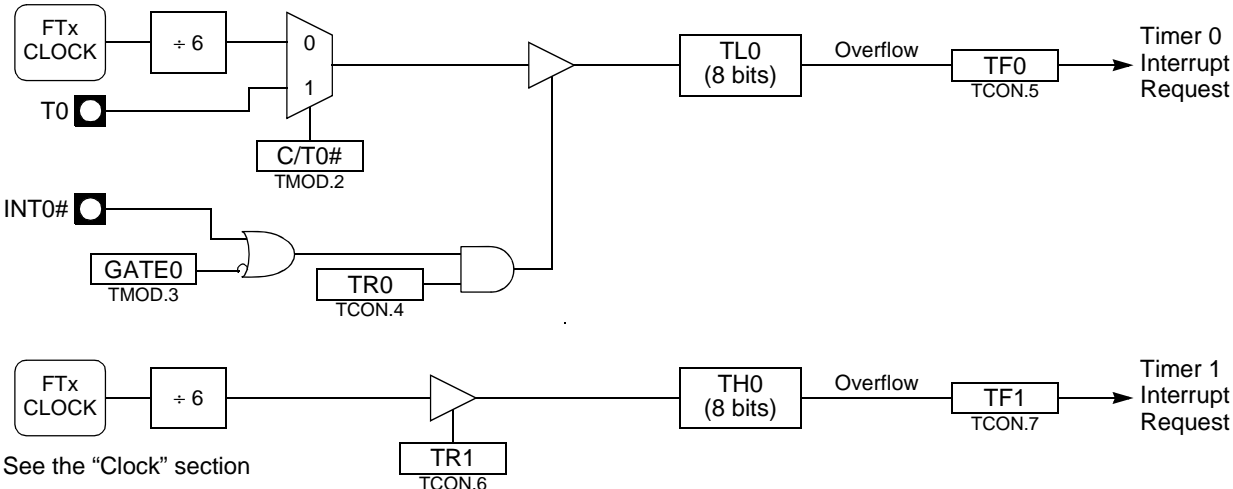 FTx
CLOCK
÷ 6
0
1
T0
C/T0#
TMOD.2
TL0
(8 bits)
Overflow
TF0
TCON.5
Timer 0
Interrupt
Request
INT0#
GATE0
TMOD.3
TR0
TCON.4
FTx
CLOCK
÷ 6
TR1
TCON.6
TH0
(8 bits)
Overflow
TF1
TCON.7
Timer 1
Interrupt
Request
See the “Clock” section